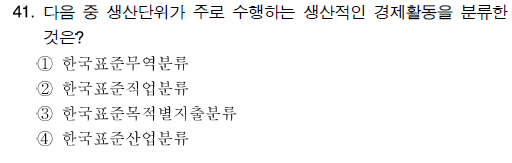 41. 다음 중 생산단위가 주로 수행하는 생산적인 경제활동을 분류한
것은?
① 한국표준무역분류
② 한국표준직업분류
③ 한국표준목적별지출분류
④ 한국표준산업분류